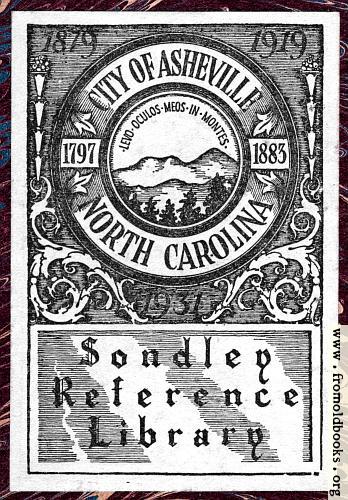 1879 1919
CITY OF ASHEVILLE
·LEVO·OCULOS·MEOS·IN·MONTES·
1797 1883
NORTH CAROLINA
1931
Sondley
Reference
Library
www.fromoldbooks.org